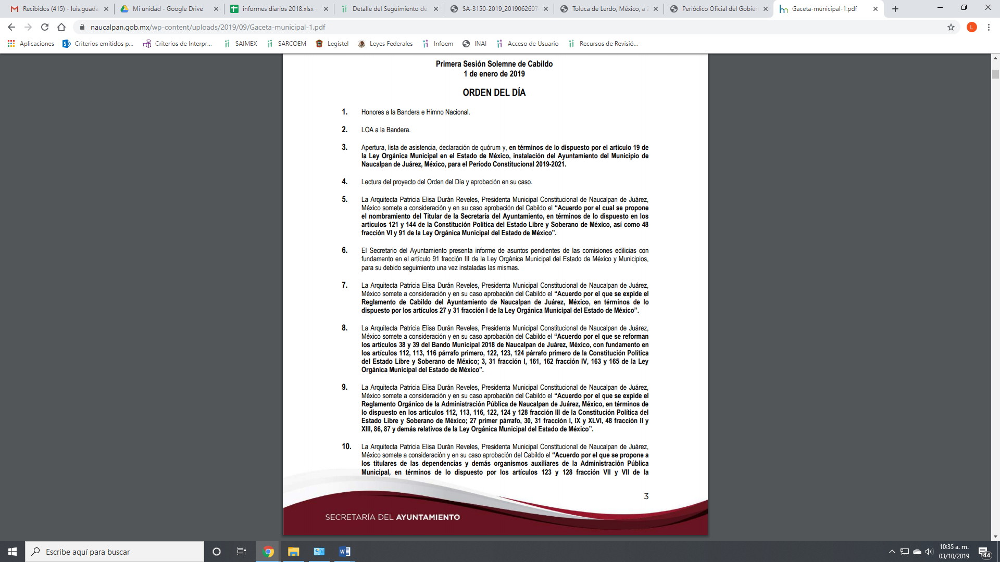 Recibidos (415) - luis.guada
Mi unidad - Google Drive
informes diarios 2018.xlsx -
Detalle del Seguimiento de
SA-3150-2019_2019062607
Toluca de Lerdo, México, a 2
Periódico Oficial del Gobier
Gaceta-municipal-1.pdf
naucalpan.gob.mx/wp-content/uploads/2019/09/Gaceta-municipal-1.pdf
L
Aplicaciones
Criterios emitidos p...
Criterios de Interpr...
SAIMEX
SARCOEM
Legistel
Leyes Federales
Infoem
INAI
Acceso de Usuario
Recursos de Revisió...
Primera Sesión Solemne de Cabildo
1 de enero de 2019
ORDEN DEL DÍA
1. Honores a la Bandera e Himno Nacional.
2. LOA a la Bandera.
3. Apertura, lista de asistencia, declaración de quórum y, en términos de lo dispuesto por el artículo 19 de
la Ley Orgánica Municipal en el Estado de México, instalación del Ayuntamiento del Municipio de
Naucalpan de Juárez, México, para el Período Constitucional 2019-2021.
4. Lectura del proyecto del Orden del Día y aprobación en su caso.
5. La Arquitecta Patricia Elisa Durán Reveles, Presidenta Municipal Constitucional de Naucalpan de Juárez,
México somete a consideración y en su caso aprobación del Cabildo el “Acuerdo por el cual se propone
el nombramiento del Titular de la Secretaría del Ayuntamiento, en términos de lo dispuesto en los
artículos 121 y 144 de la Constitución Política del Estado Libre y Soberano de México, así como 48
fracción VI y 91 de la Ley Orgánica Municipal del Estado de México”.
6. El Secretario del Ayuntamiento presenta informe de asuntos pendientes de las comisiones edilicias con
fundamento en el artículo 91 fracción III de la Ley Orgánica Municipal del Estado de México y Municipios,
para su debido seguimiento una vez instaladas las mismas.
7. La Arquitecta Patricia Elisa Durán Reveles, Presidenta Municipal Constitucional de Naucalpan de Juárez,
México somete a consideración y en su caso aprobación del Cabildo el “Acuerdo por el que se expide el
Reglamento de Cabildo del Ayuntamiento de Naucalpan de Juárez, México, en términos de lo
dispuesto por los artículos 27 y 31 fracción I de la Ley Orgánica Municipal del Estado de México”.
8. La Arquitecta Patricia Elisa Durán Reveles, Presidenta Municipal Constitucional de Naucalpan de Juárez,
México somete a consideración y en su caso aprobación del Cabildo el “Acuerdo por el que se reforman
los artículos 38 y 39 del Bando Municipal 2018 de Naucalpan de Juárez, México, con fundamento en
los artículos 112, 113, 116 párrafo primero, 122, 123, 124 párrafo primero de la Constitución Política
del Estado Libre y Soberano de México; 3, 31 fracción I, 161, 162 fracción IV, 163 y 165 de la Ley
Orgánica Municipal del Estado de México”.
9. La Arquitecta Patricia Elisa Durán Reveles, Presidenta Municipal Constitucional de Naucalpan de Juárez,
México somete a consideración y en su caso aprobación del Cabildo el “Acuerdo por el que se expide el
Reglamento Orgánico de la Administración Pública de Naucalpan de Juárez, México, en términos de
lo dispuesto en los artículos 112, 113, 116, 122, 124 y 128 fracción III de la Constitución Política del
Estado Libre y Soberano de México; 27 primer párrafo, 30, 31 fracción I, IX y XLVI, 48 fracción II y
XIII, 86, 87 y demás relativos de la Ley Orgánica Municipal del Estado de México”.
10. La Arquitecta Patricia Elisa Durán Reveles, Presidenta Municipal Constitucional de Naucalpan de Juárez,
México somete a consideración y en su caso aprobación del Cabildo el “Acuerdo por el que se propone a
los titulares de las dependencias y demás organismos auxiliares de la Administración Pública
Municipal, en términos de lo dispuesto por los artículos 123 y 128 fracción VII y VII de la
3
SECRETARÍA DEL AYUNTAMIENTO
Escribe aquí para buscar
10:35 a. m.
03/10/2019
44